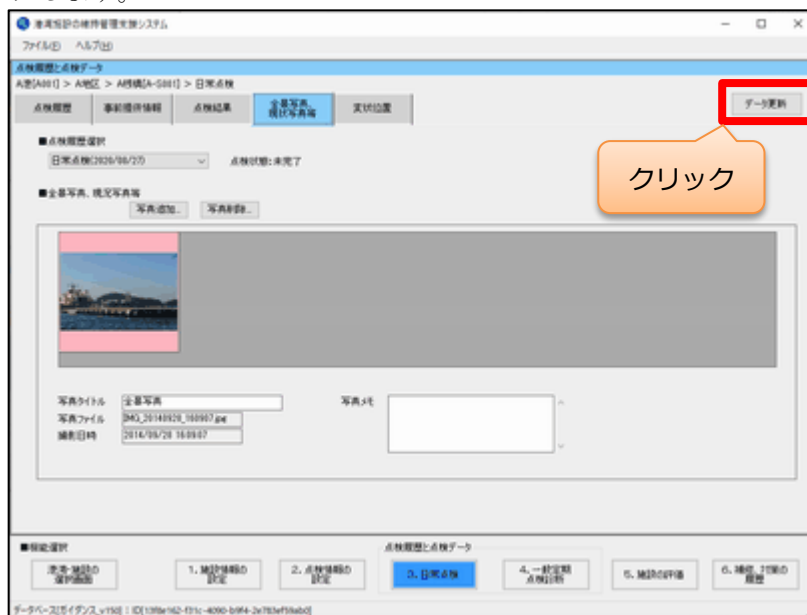 港湾施設の維持管理支援システム
ファイル(F) ヘルプ(H)
点検履歴と点検データ
A港[A001] > A地区 > A桟橋[A-S001] > 日常点検
点検履歴 事前提供情報 点検結果 全景写真、現状写真等 変状位置 データ更新
■点検履歴選択
日常点検(2020/08/27) 点検状態:未完了
クリック
■全景写真、現況写真等
写真追加... 写真削除...
写真タイトル 全景写真 写真メモ
写真ファイル IMG_20140920_160907.jpg
撮影日時 2014/09/20 16:09:07
■機能選択 点検履歴と点検データ
港湾・施設の選択画面 1. 施設情報の設定 2. 点検情報の設定 3. 日常点検 4. 一般定期点検診断 5. 施設の評価 6. 補修、対策の履歴